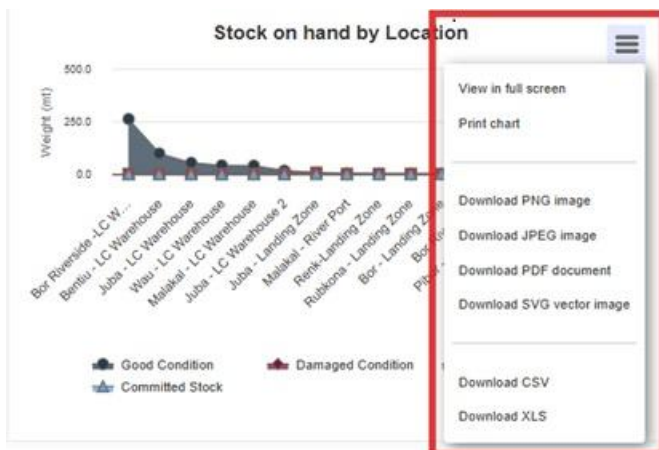 Stock on hand by Location
500.0
250.0
0.0
Weight (mt)
Bor Riverside -LC W...
Bentiu - LC Warehouse
Juba - LC Warehouse
Wau - LC Warehouse
Malakal - LC Warehouse
Juba - LC Warehouse 2
Juba - Landing Zone
Malakal - River Port
Renk-Landing Zone
Rubkona - Landing Zone
Bor - Landing Zone
Good Condition
Damaged Condition
Committed Stock
View in full screen
Print chart
Download PNG image
Download JPEG image
Download PDF document
Download SVG vector image
Download CSV
Download XLS